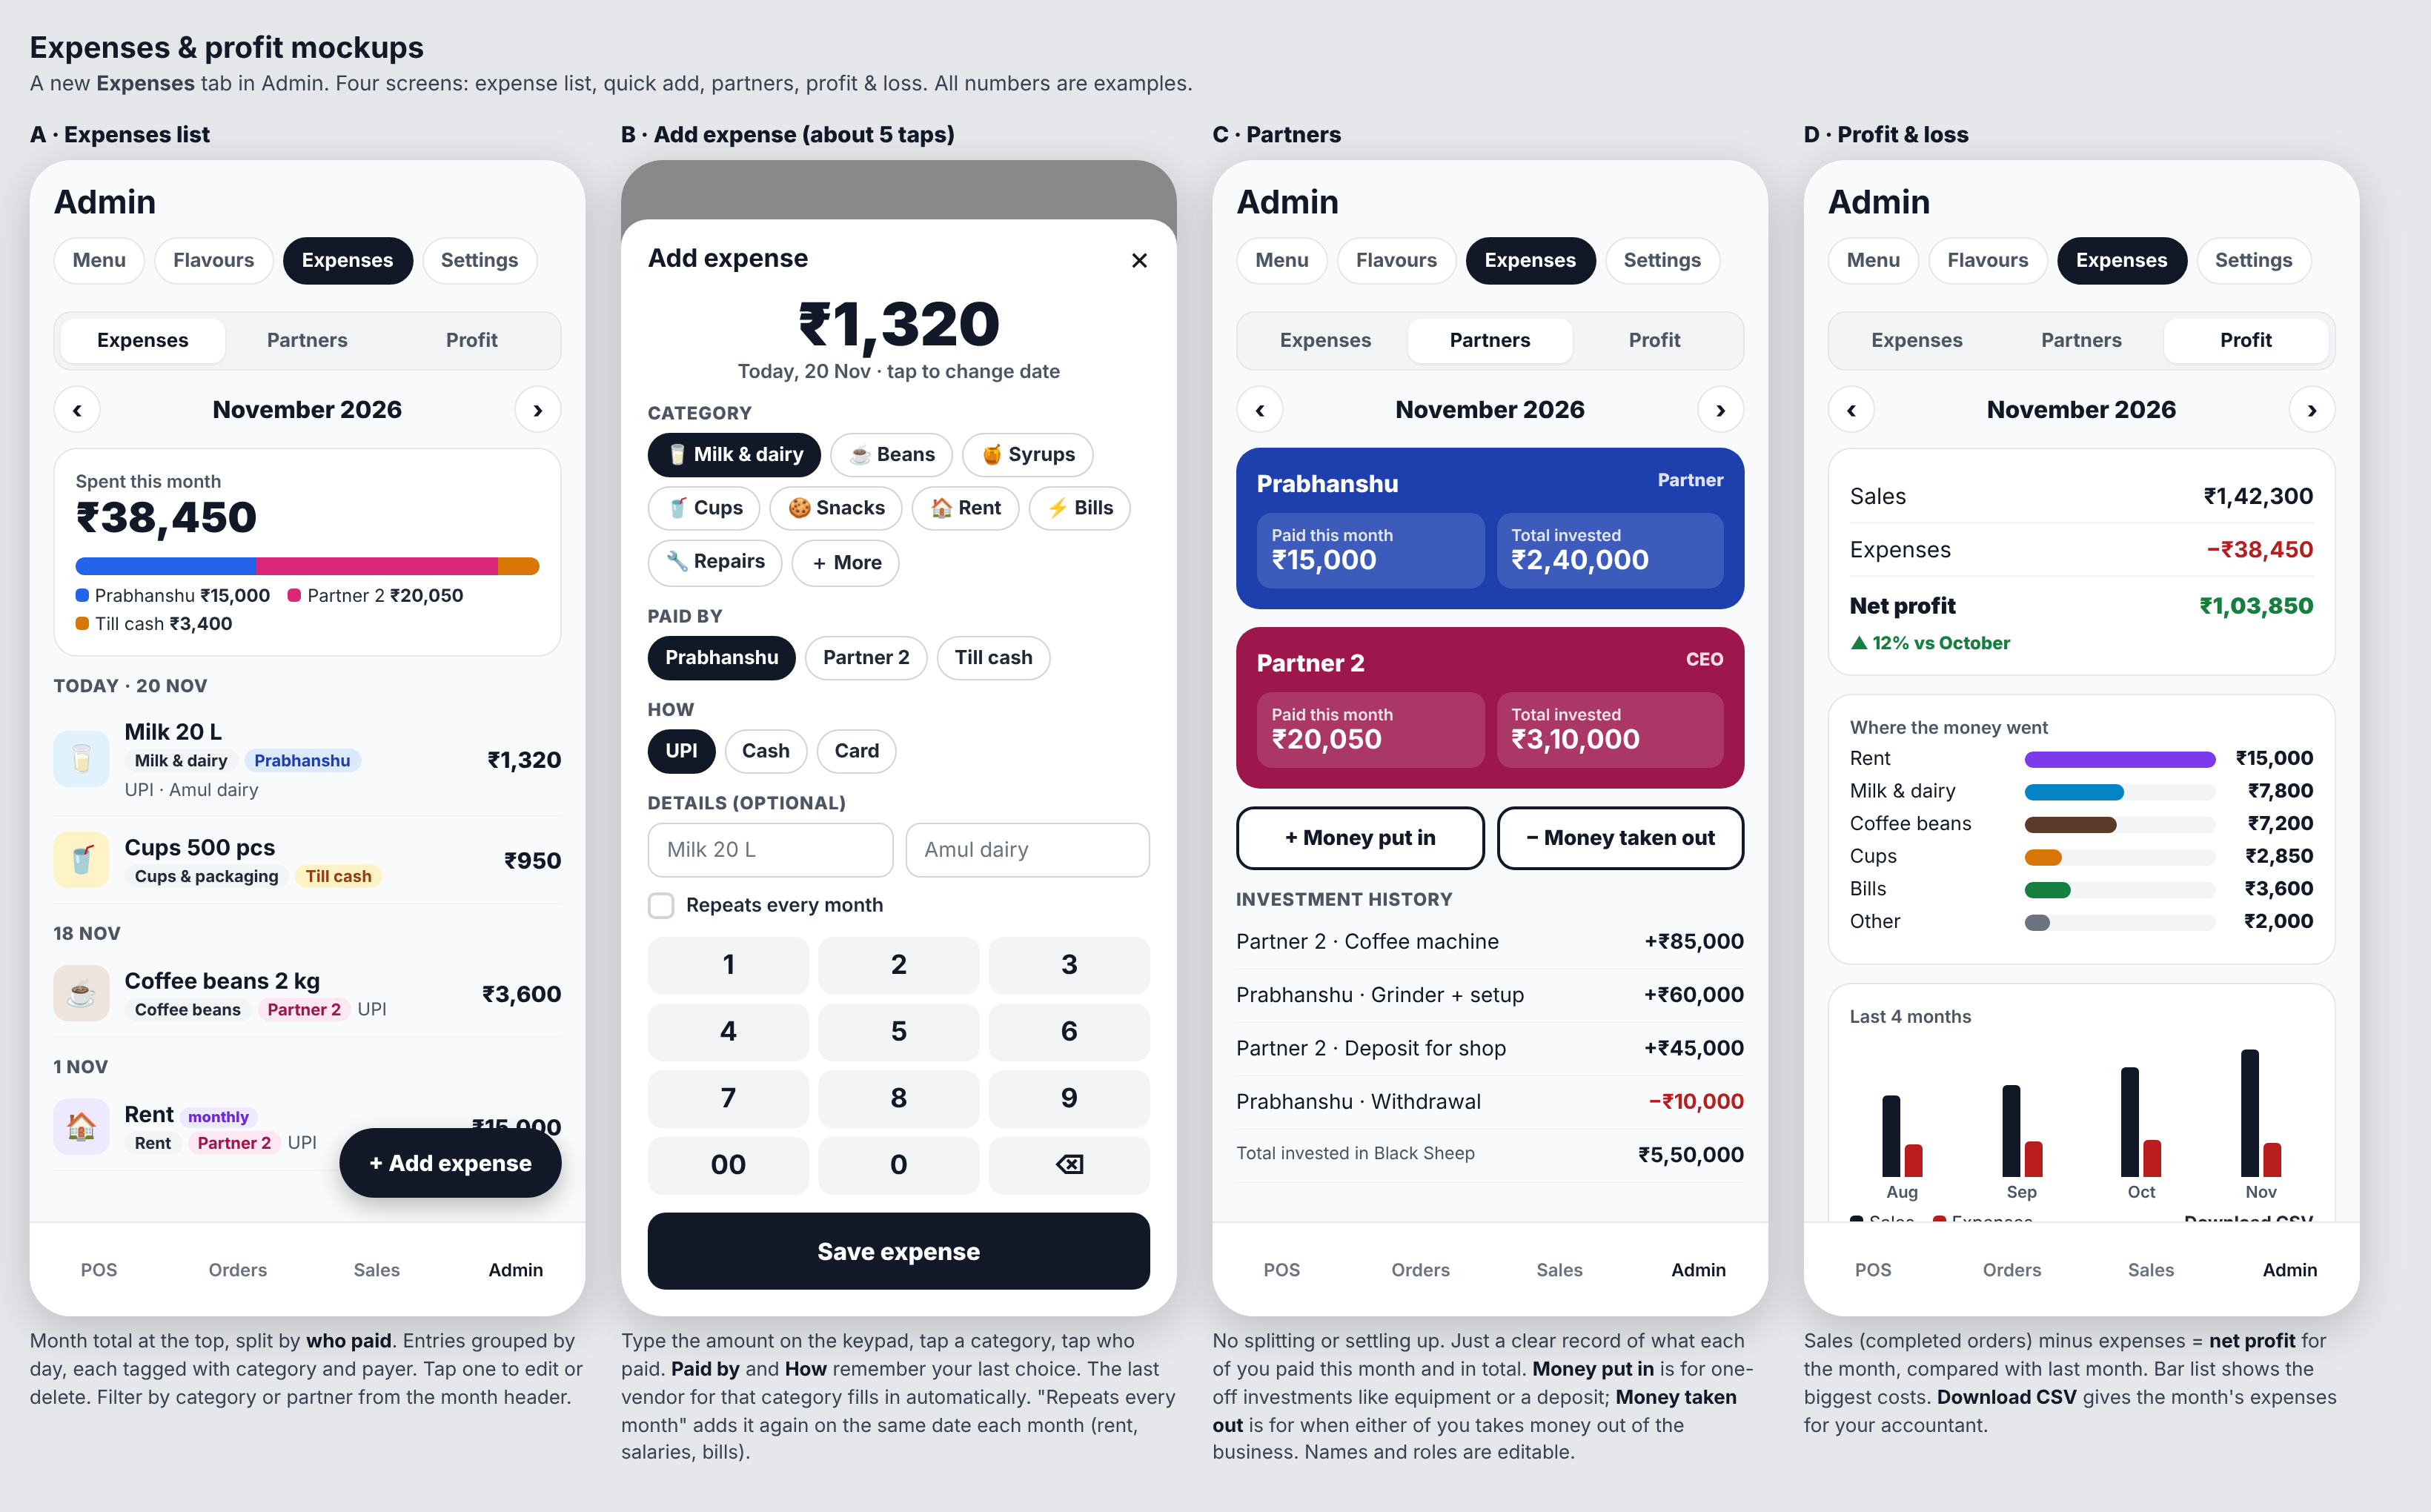 Expenses & profit mockups
A new Expenses tab in Admin. Four screens: expense list, quick add, partners, profit & loss. All numbers are examples.
A · Expenses list
Admin
Menu
Flavours
Expenses
Settings
Expenses
Partners
Profit
‹
November 2026
›
Spent this month
₹38,450
Prabhanshu ₹15,000
Partner 2 ₹20,050
Till cash ₹3,400
TODAY · 20 NOV
Milk 20 L
Milk & dairy
Prabhanshu
UPI · Amul dairy
₹1,320
Cups 500 pcs
Cups & packaging
Till cash
₹950
18 NOV
Coffee beans 2 kg
Coffee beans
Partner 2
UPI
₹3,600
1 NOV
Rent monthly
Rent
Partner 2
UPI
₹15,000
+ Add expense
POS
Orders
Sales
Admin
Month total at the top, split by who paid. Entries grouped by
day, each tagged with category and payer. Tap one to edit or
delete. Filter by category or partner from the month header.
B · Add expense (about 5 taps)
Add expense
✕
₹1,320
Today, 20 Nov · tap to change date
CATEGORY
Milk & dairy
Beans
Syrups
Cups
Snacks
Rent
Bills
Repairs
+ More
PAID BY
Prabhanshu
Partner 2
Till cash
HOW
UPI
Cash
Card
DETAILS (OPTIONAL)
Milk 20 L
Amul dairy
Repeats every month
1
2
3
4
5
6
7
8
9
00
0
⌫
Save expense
Type the amount on the keypad, tap a category, tap who
paid. Paid by and How remember your last choice. The last
vendor for that category fills in automatically. "Repeats every
month" adds it again on the same date each month (rent,
salaries, bills).
C · Partners
Admin
Menu
Flavours
Expenses
Settings
Expenses
Partners
Profit
‹
November 2026
›
Prabhanshu
Partner
Paid this month
₹15,000
Total invested
₹2,40,000
Partner 2
CEO
Paid this month
₹20,050
Total invested
₹3,10,000
+ Money put in
− Money taken out
INVESTMENT HISTORY
Partner 2 · Coffee machine
+₹85,000
Prabhanshu · Grinder + setup
+₹60,000
Partner 2 · Deposit for shop
+₹45,000
Prabhanshu · Withdrawal
−₹10,000
Total invested in Black Sheep
₹5,50,000
POS
Orders
Sales
Admin
No splitting or settling up. Just a clear record of what each
of you paid this month and in total. Money put in is for one-
off investments like equipment or a deposit; Money taken
out is for when either of you takes money out of the
business. Names and roles are editable.
D · Profit & loss
Admin
Menu
Flavours
Expenses
Settings
Expenses
Partners
Profit
‹
November 2026
›
Sales
₹1,42,300
Expenses
−₹38,450
Net profit
₹1,03,850
▲ 12% vs October
Where the money went
Rent
₹15,000
Milk & dairy
₹7,800
Coffee beans
₹7,200
Cups
₹2,850
Bills
₹3,600
Other
₹2,000
Last 4 months
Aug
Sep
Oct
Nov
Sales
Expenses
Download CSV
POS
Orders
Sales
Admin
Sales (completed orders) minus expenses = net profit for
the month, compared with last month. Bar list shows the
biggest costs. Download CSV gives the month's expenses
for your accountant.